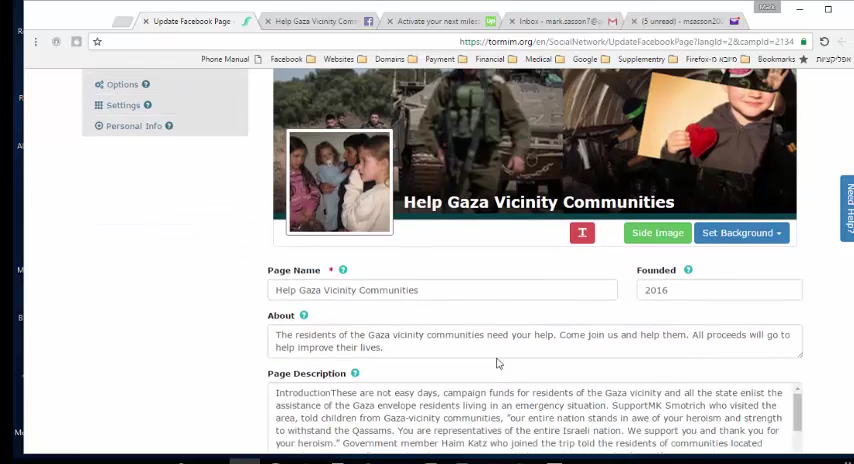 Mark
Update Facebook Page -
Help Gaza Vicinity Com
Activate your next miles
Inbox - mark.sasson7@g
(5 unread) - msasson200
https://tormim.org/en/SocialNetwork/UpdateFacebookPage?langId=2&campId=2134
Phone Manual
Facebook
Websites
Domains
Payment
Financial
Medical
Google
Supplementry
Firefox-מיובא מ
Bookmarks
אפליקציות
Options
Settings
Personal Info
Help Gaza Vicinity Communities
Side Image
Set Background
Need Help?
Page Name *
Founded
Help Gaza Vicinity Communities
2016
About
The residents of the Gaza vicinity communities need your help. Come join us and help them. All proceeds will go to
help improve their lives.
Page Description
IntroductionThese are not easy days, campaign funds for residents of the Gaza vicinity and all the state enlist the
assistance of the Gaza envelope residents living in an emergency situation. SupportMK Smotrich who visited the
area, told children from Gaza-vicinity communities, "our entire nation stands in awe of your heroism and strength
to withstand the Qassams. You are representatives of the entire Israeli nation. We support you and thank you for
your heroism." Government member Haim Katz who joined the trip told the residents of communities located